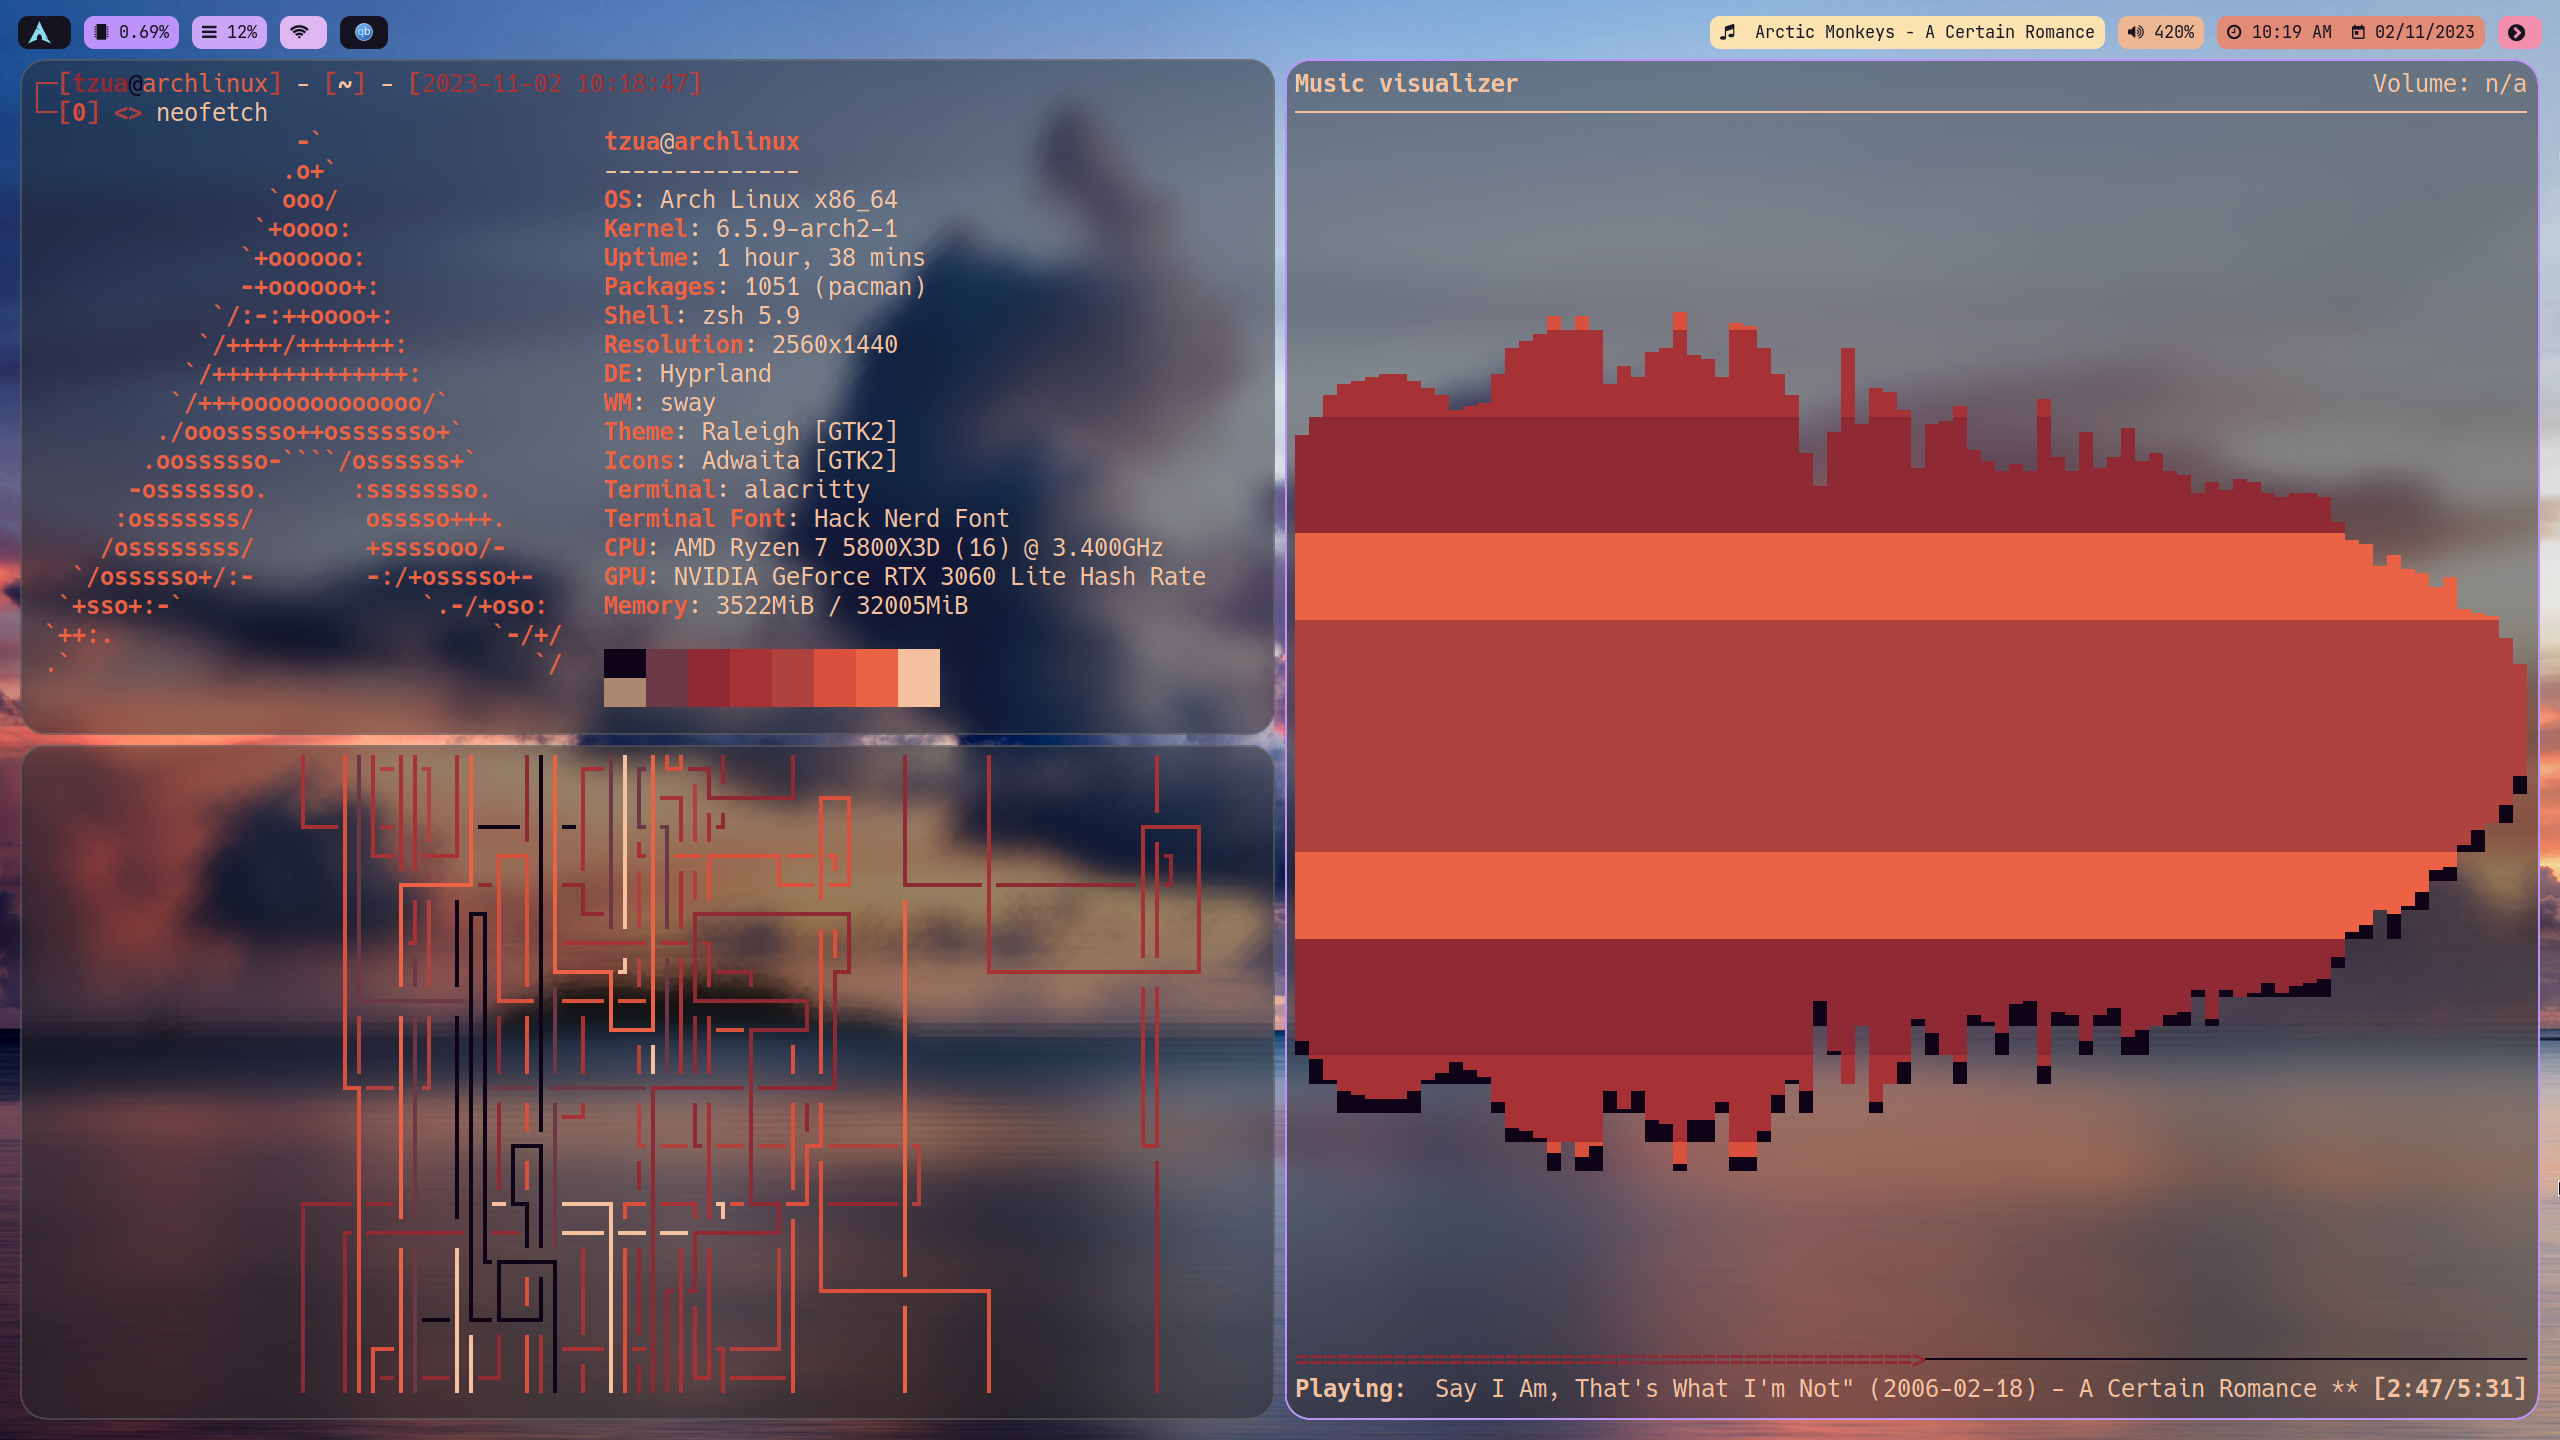 0.69%
12%
qb
Arctic Monkeys - A Certain Romance
420%
10:19 AM 02/11/2023
[tzua@archlinux] - [~] - [2023-11-02 10:18:47]
[0] <> neofetch
-`
.o+`
`ooo/
`+oooo:
`+oooooo:
-+oooooo+:
`/:-:++oooo+:
`/++++/+++++++:
`/++++++++++++++:
`/+++ooooooooooooo/`
./ooosssso++osssssso+`
.oossssso-````/ossssss+`
-osssssso.      :ssssssso.
:osssssss/        osssso+++.
/ossssssss/        +ssssooo/-
`/ossssso+/:-        -:/+osssso+-
`+sso+:-`                 `.-/+oso:
`++:.                           `-/+/
.`                                 `/
tzua@archlinux
--------------
OS: Arch Linux x86_64
Kernel: 6.5.9-arch2-1
Uptime: 1 hour, 38 mins
Packages: 1051 (pacman)
Shell: zsh 5.9
Resolution: 2560x1440
DE: Hyprland
WM: sway
Theme: Raleigh [GTK2]
Icons: Adwaita [GTK2]
Terminal: alacritty
Terminal Font: Hack Nerd Font
CPU: AMD Ryzen 7 5800X3D (16) @ 3.400GHz
GPU: NVIDIA GeForce RTX 3060 Lite Hash Rate
Memory: 3522MiB / 32005MiB
Music visualizer Volume: n/a
Playing: Say I Am, That's What I'm Not" (2006-02-18) - A Certain Romance ** [2:47/5:31]